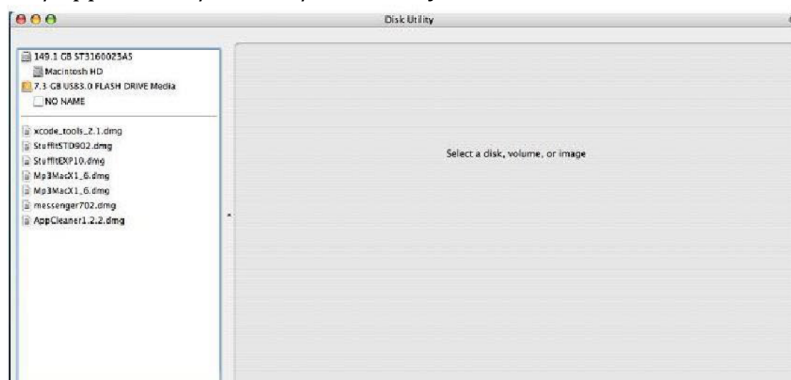 Disk Utility
149.1 GB ST3160023AS
Macintosh HD
7.3 GB USB3.0 FLASH DRIVE Media
NO NAME
xcode_tools_2.1.dmg
StuffitSTD902.dmg
StuffitEXP10.dmg
Mp3MacX1_6.dmg
Mp3MacX1_6.dmg
messenger702.dmg
AppCleaner1.2.2.dmg
Select a disk, volume, or image